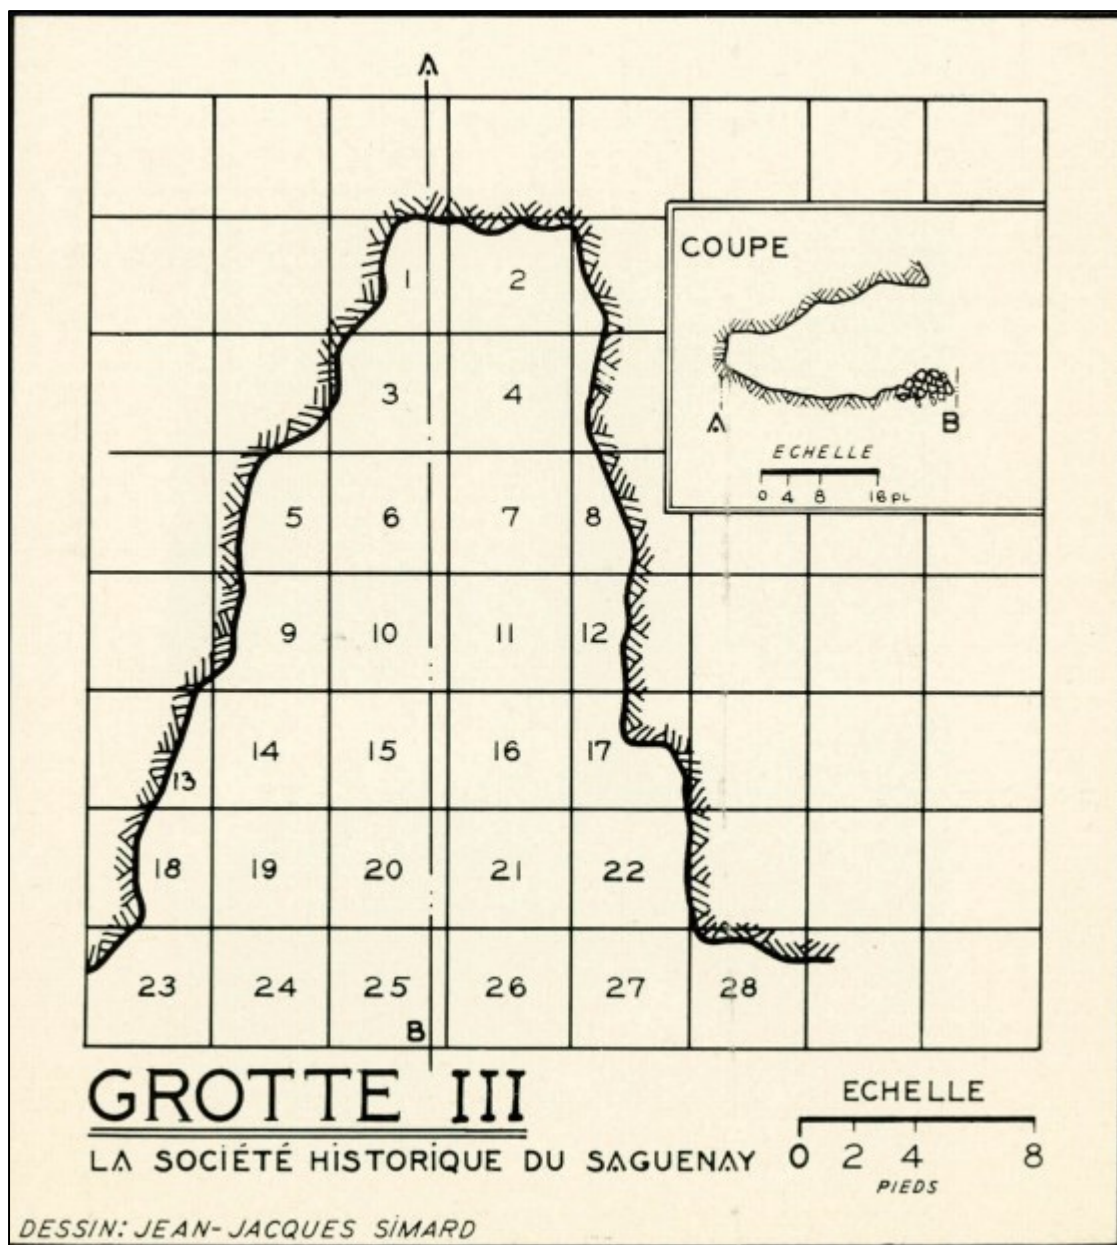 A
1 2
COUPE
3 4
A B
ECHELLE
0 4 8 16 pi.
5 6 7 8
9 10 11 12
13 14 15 16 17
18 19 20 21 22
23 24 25 26 27 28
B
GROTTE III
ECHELLE
LA SOCIÉTÉ HISTORIQUE DU SAGUENAY
0 2 4 8
PIEDS
DESSIN: JEAN-JACQUES SIMARD